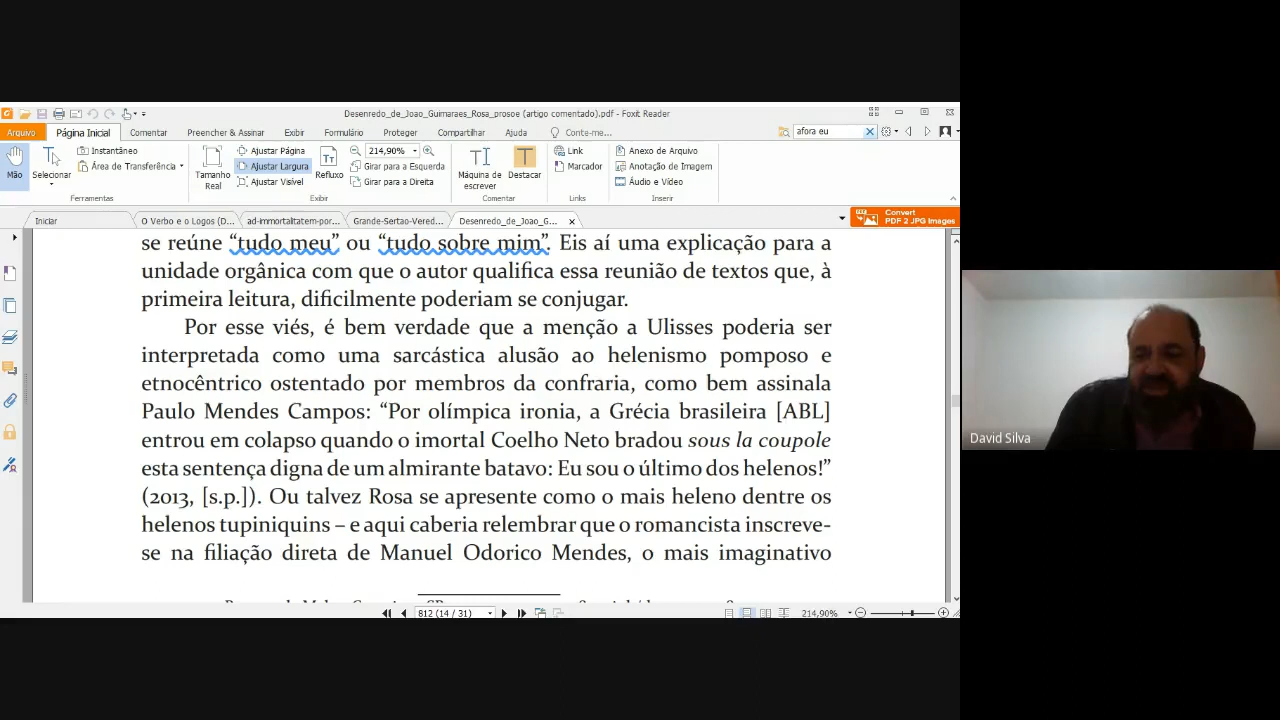 Desenredo_de_Joao_Guimaraes_Rosa_prosoe (artigo comentado).pdf - Foxit Reader
Arquivo Página Inicial Comentar Preencher & Assinar Exibir Formulário Proteger Compartilhar Ajuda Conte-me... afora eu
Mão
Selecionar
Instantâneo
Área de Transferência
Ferramentas
Tamanho Real
Ajustar Página
Ajustar Largura
Ajustar Visível
Refluxo
214,90%
Girar para a Esquerda
Girar para a Direita
Exibir
Máquina de escrever
Destacar
Comentar
Link
Marcador
Links
Anexo de Arquivo
Anotação de Imagem
Áudio e Vídeo
Inserir
Iniciar O Verbo e o Logos (D... ad-immortalitatem-por... Grande-Sertao-Vered... Desenredo_de_Joao_G...
Convert
PDF 2 JPG Images
se reúne “tudo meu” ou “tudo sobre mim”. Eis aí uma explicação para a
unidade orgânica com que o autor qualifica essa reunião de textos que, à
primeira leitura, dificilmente poderiam se conjugar.
Por esse viés, é bem verdade que a menção a Ulisses poderia ser
interpretada como uma sarcástica alusão ao helenismo pomposo e
etnocêntrico ostentado por membros da confraria, como bem assinala
Paulo Mendes Campos: “Por olímpica ironia, a Grécia brasileira [ABL]
entrou em colapso quando o imortal Coelho Neto bradou sous la coupole
esta sentença digna de um almirante batavo: Eu sou o último dos helenos!”
(2013, [s.p.]). Ou talvez Rosa se apresente como o mais heleno dentre os
helenos tupiniquins – e aqui caberia relembrar que o romancista inscreve-
se na filiação direta de Manuel Odorico Mendes, o mais imaginativo
812 (14 / 31)
214,90%
David Silva